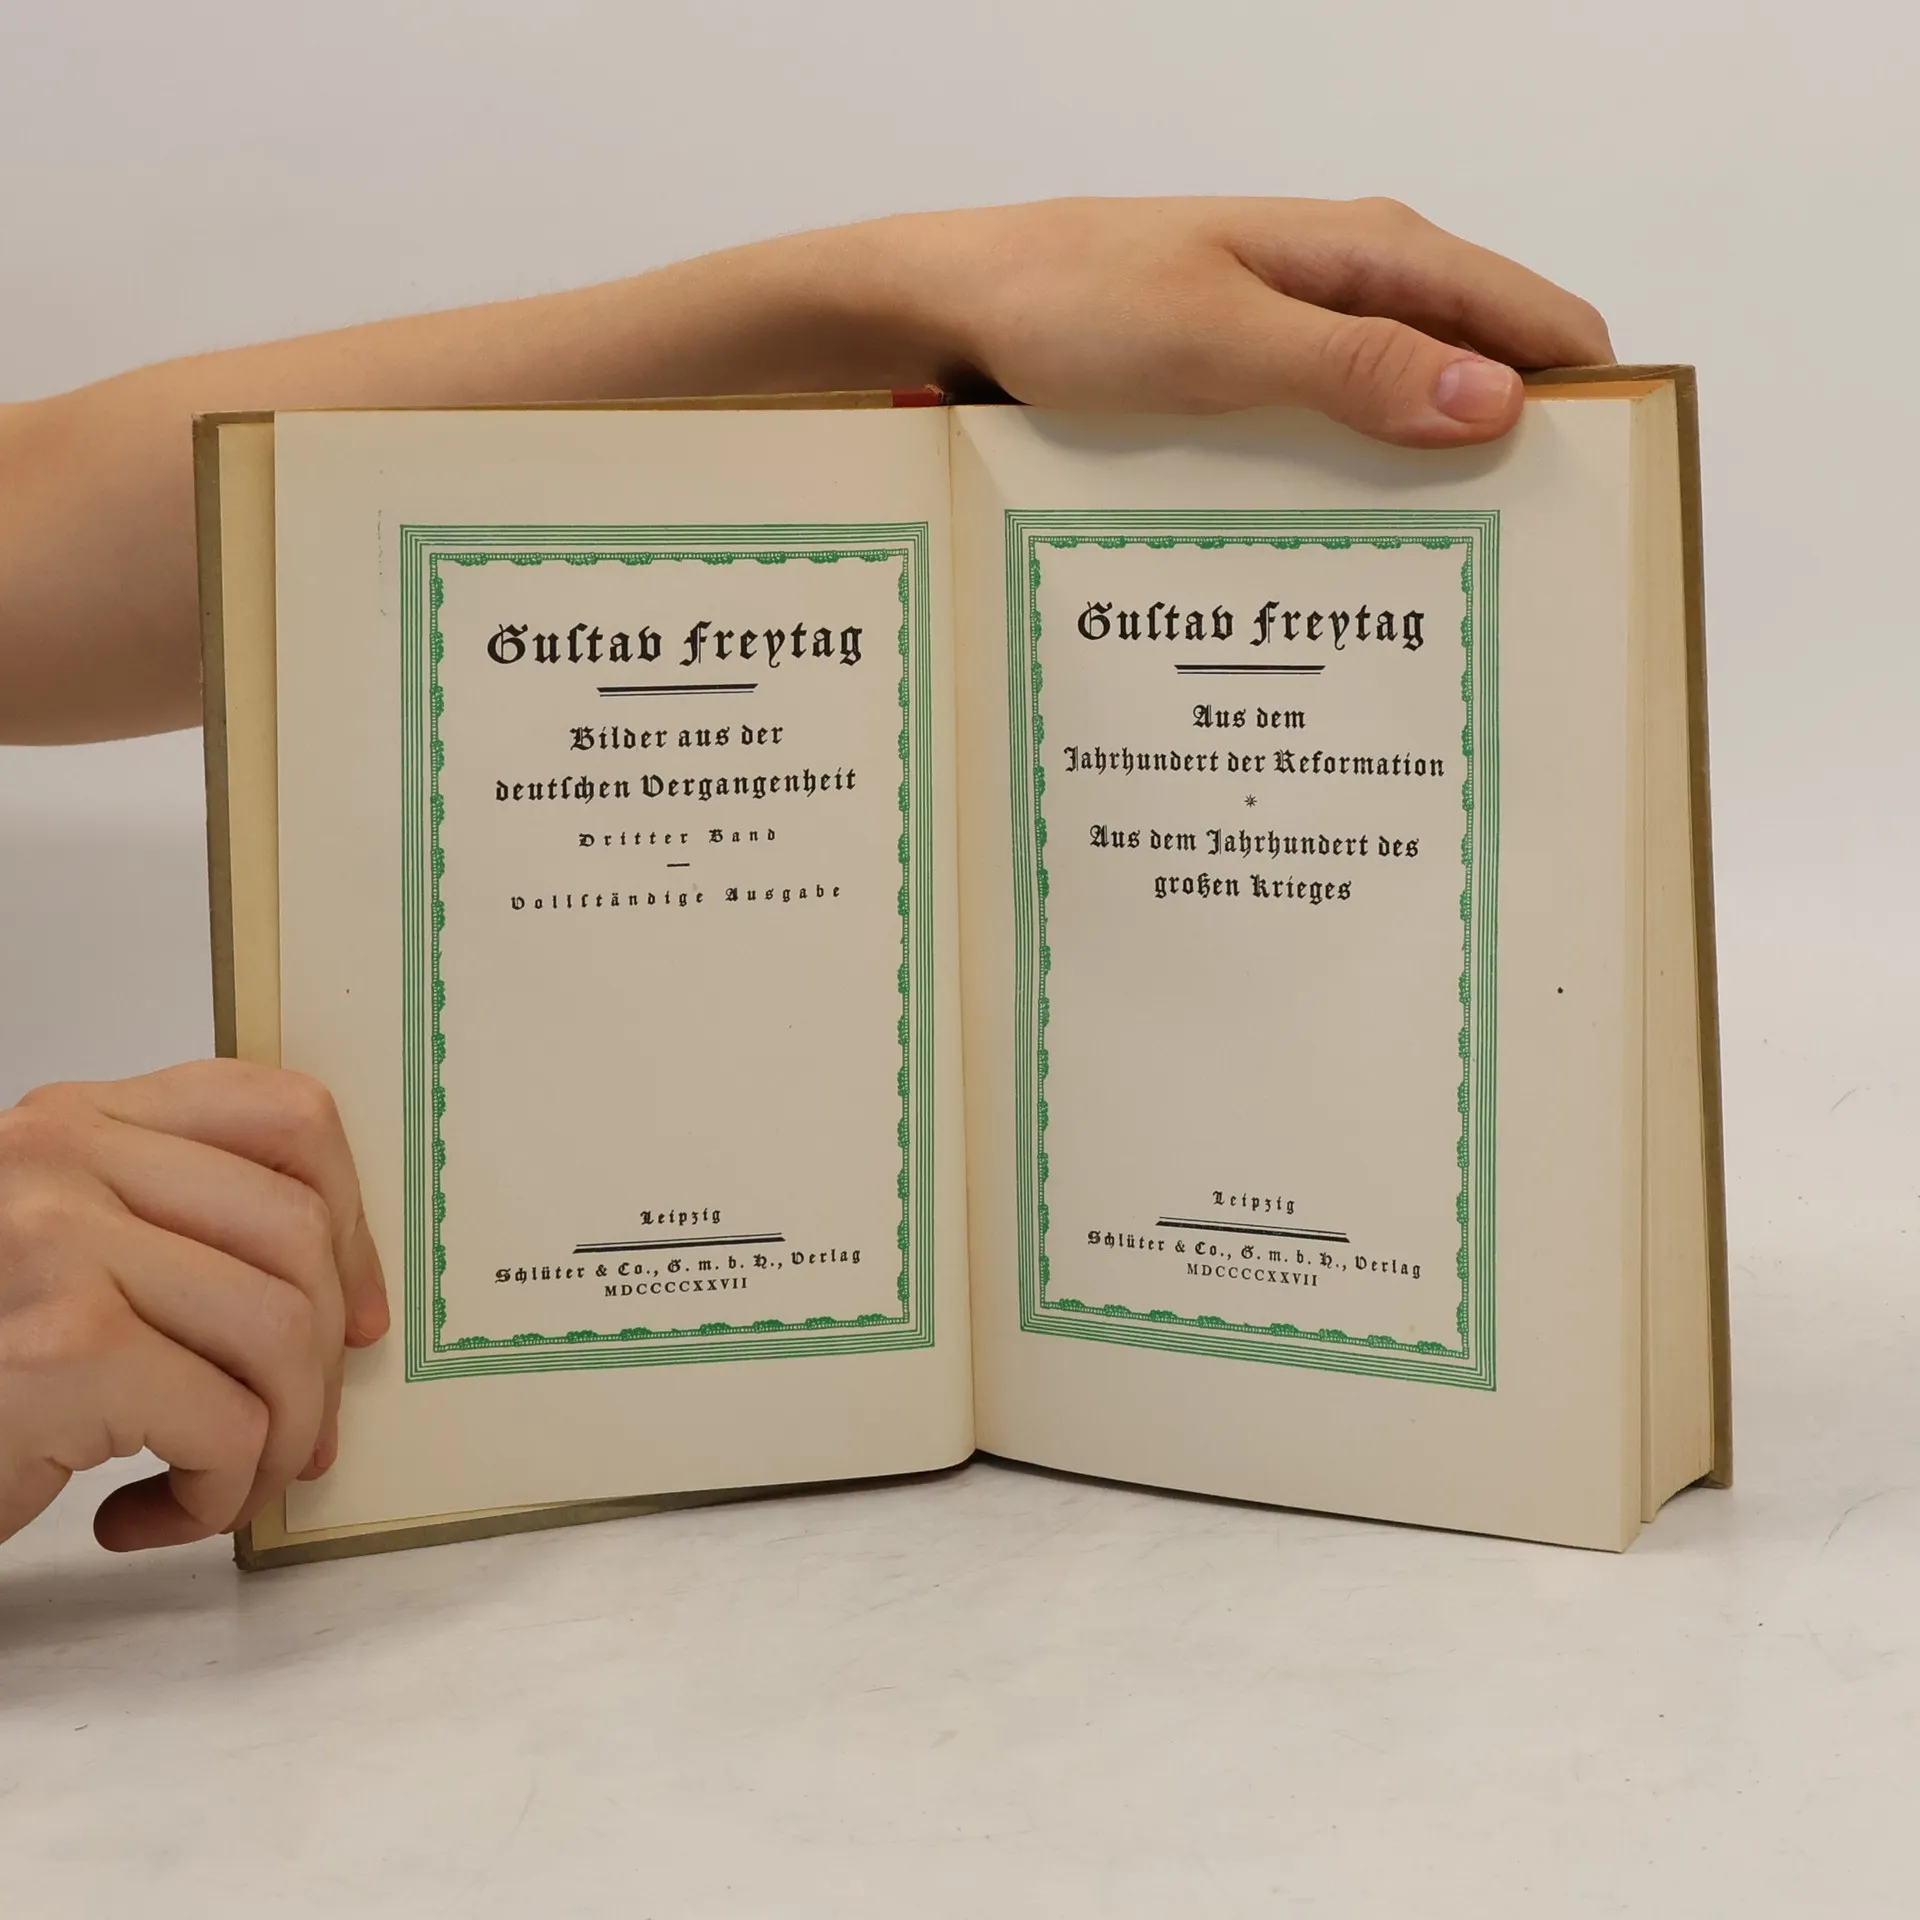 Guſtav Freytag
Bilder aus der
deutſchen Vergangenheit
Dritter Band
Vollſtändige Ausgabe
Leipzig
Schlüter & Co., G. m. b. H., Verlag
MDCCCCXXVII
Guſtav Freytag
Aus dem
Jahrhundert der Reformation
*
Aus dem Jahrhundert des
großen Krieges
Leipzig
Schlüter & Co., G. m. b. H., Verlag
MDCCCCXXVII